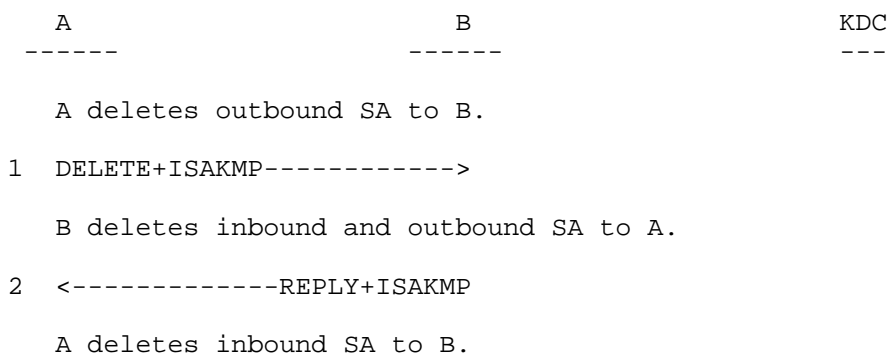 A B KDC
------ ------ ---
A deletes outbound SA to B.
1 DELETE+ISAKMP------------>
B deletes inbound and outbound SA to A.
2 <-------------REPLY+ISAKMP
A deletes inbound SA to B.